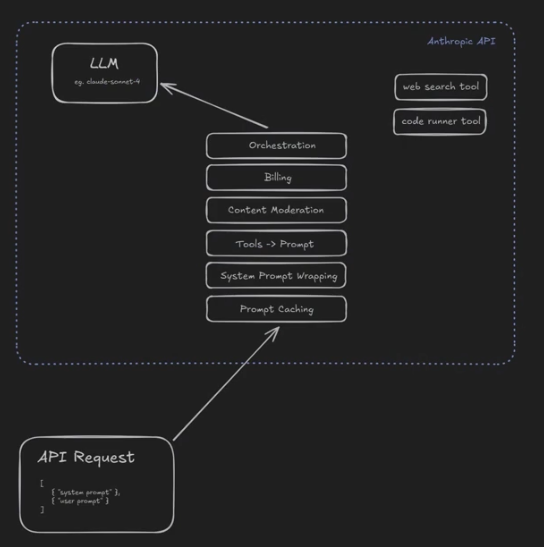 Anthropic API
LLM
eg. claude-sonnet-4
web search tool
code runner tool
Orchestration
Billing
Content Moderation
Tools -> Prompt
System Prompt Wrapping
Prompt Caching
API Request
[
{ "system prompt" },
{ "user prompt" }
]